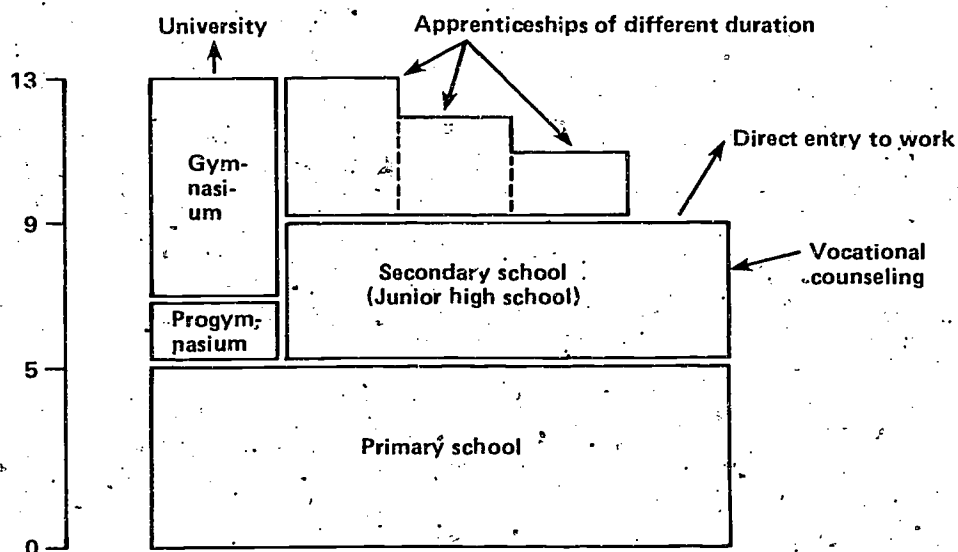 University
Apprenticeships of different duration
13
Direct entry to work
Gym-
nasi-
um
9
Vocational
counseling
Secondary school
(Junior high school)
Progym-
nasium
5
Primary school
0